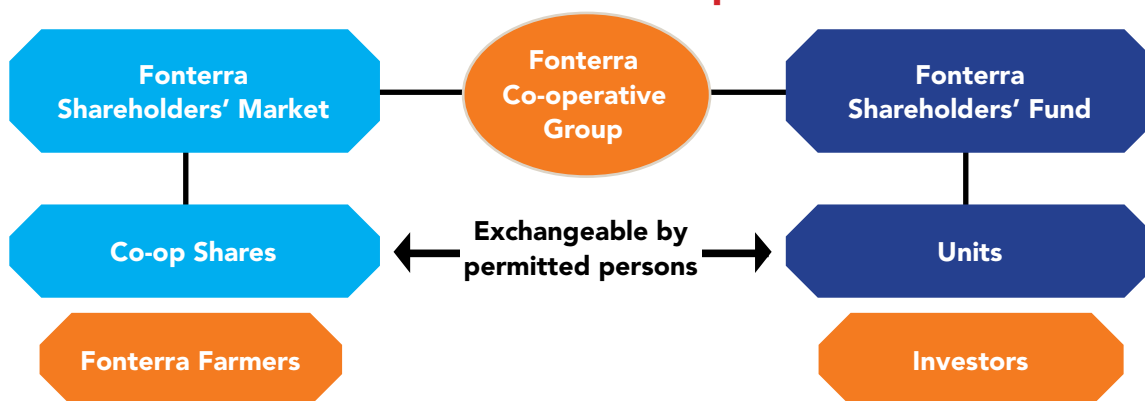 Fonterra
Shareholders’ Market
Fonterra
Co-operative
Group
Fonterra
Shareholders’ Fund
Co-op Shares
Exchangeable by
permitted persons
Units
Fonterra Farmers
Investors